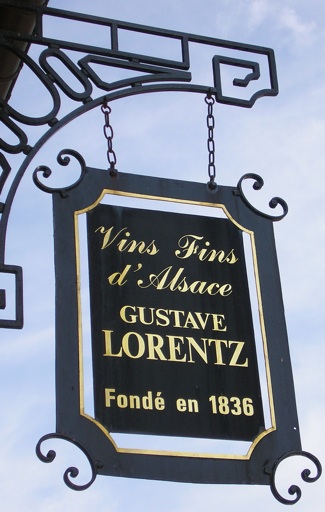 Vins Fins
d'Alsace
GUSTAVE
LORENTZ
Fondé en 1836